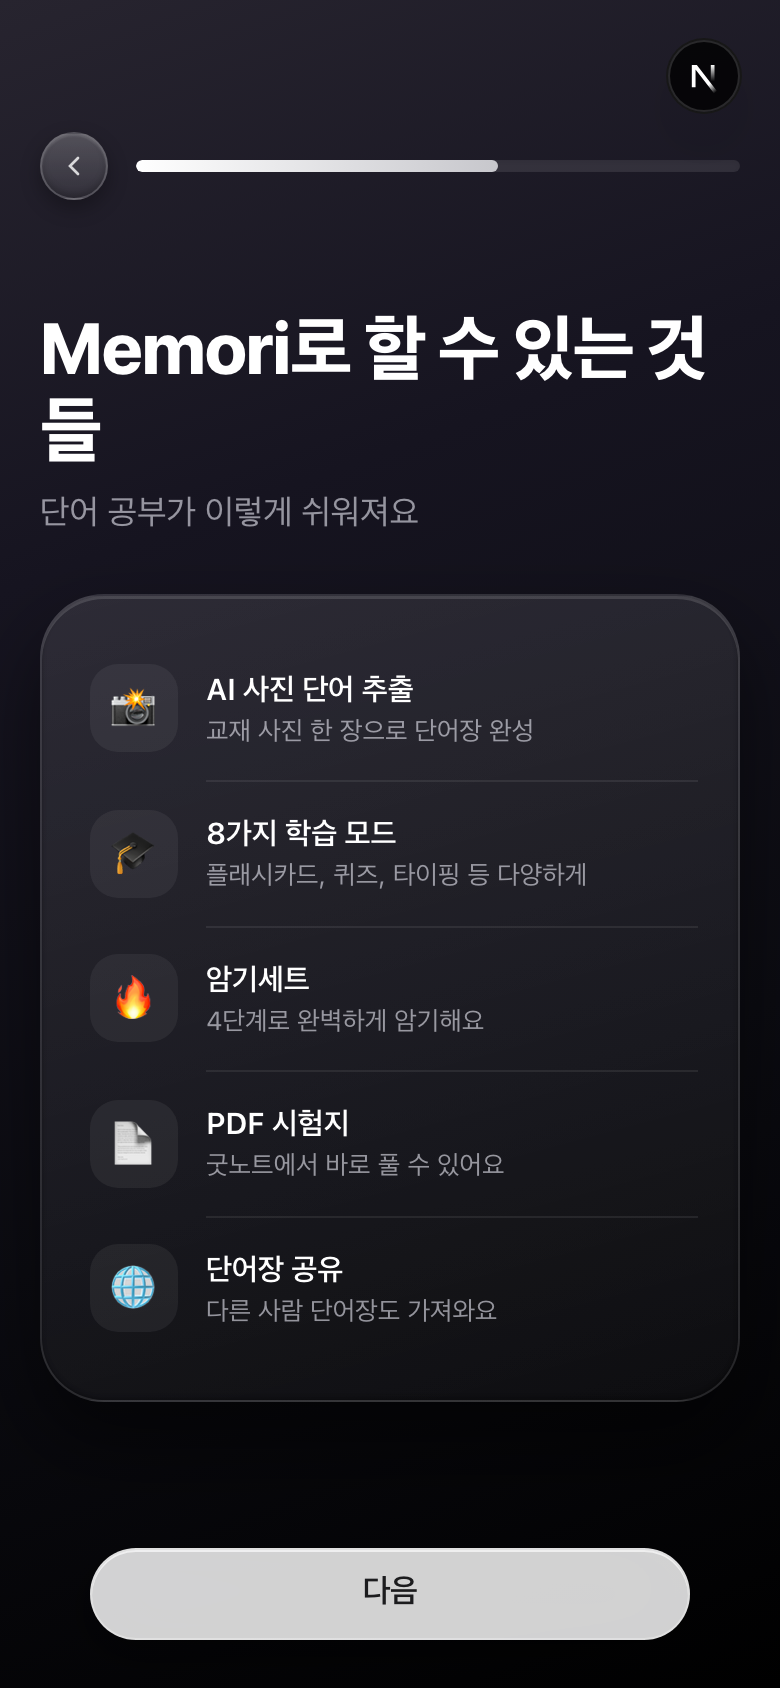 N
Memori로 할 수 있는 것
들
단어 공부가 이렇게 쉬워져요
AI 사진 단어 추출
교재 사진 한 장으로 단어장 완성
8가지 학습 모드
플래시카드, 퀴즈, 타이핑 등 다양하게
암기세트
4단계로 완벽하게 암기해요
PDF 시험지
굿노트에서 바로 풀 수 있어요
단어장 공유
다른 사람 단어장도 가져와요
다음